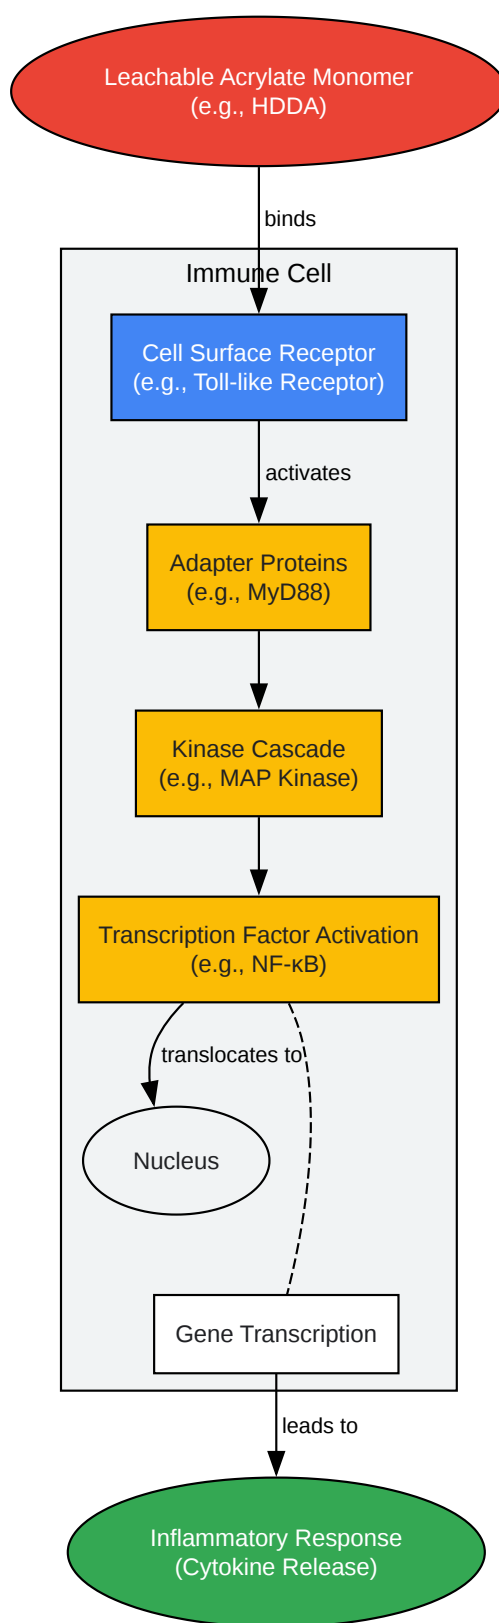 Leachable Acrylate Monomer
(e.g., HDDA)
binds
Immune Cell
Cell Surface Receptor
(e.g., Toll-like Receptor)
activates
Adapter Proteins
(e.g., MyD88)
Kinase Cascade
(e.g., MAP Kinase)
Transcription Factor Activation
(e.g., NF-κB)
translocates to
Nucleus
Gene Transcription
leads to
Inflammatory Response
(Cytokine Release)